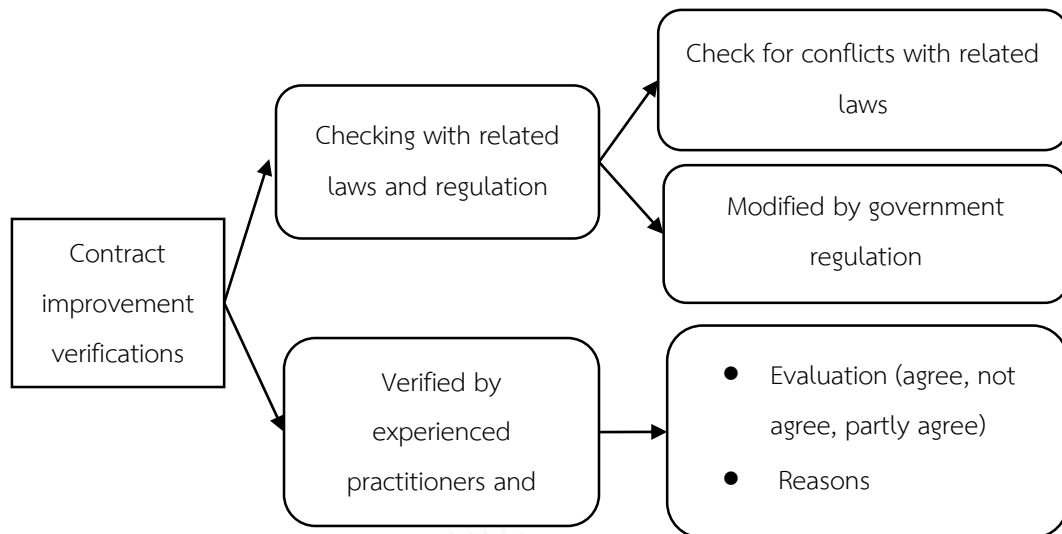 Contract
improvement
verifications
Checking with related
laws and regulation
Check for conflicts with related
laws
Modified by government
regulation
Verified by
experienced
practitioners and
● Evaluation (agree, not
agree, partly agree)
● Reasons